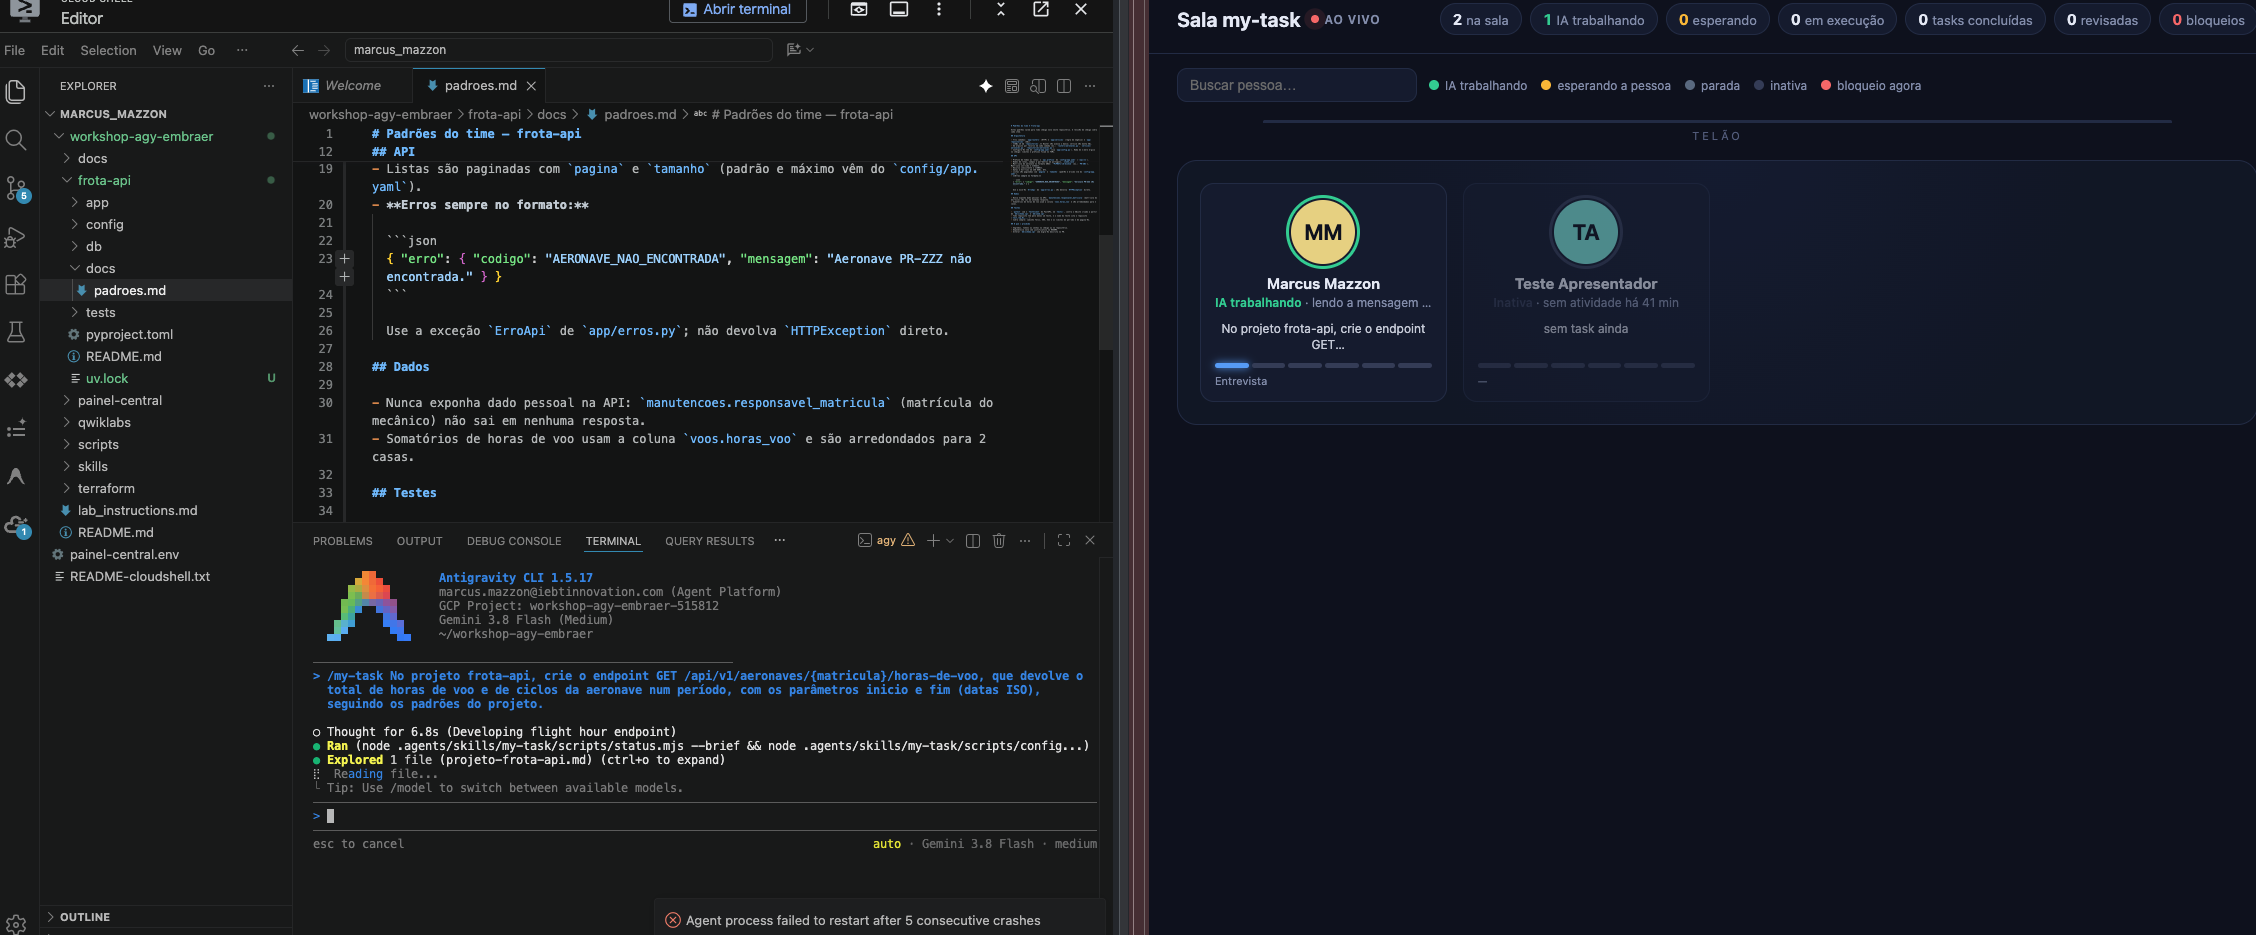 Editor
Abrir terminal
File Edit Selection View Go ···
marcus_mazzon
EXPLORER ···
MARCUS_MAZZON
workshop-agy-embraer
docs
frota-api
app
config
db
docs
padroes.md
tests
pyproject.toml
README.md
uv.lock U
painel-central
qwiklabs
scripts
skills
terraform
lab_instructions.md
README.md
painel-central.env
README-cloudshell.txt
OUTLINE
5
1
Welcome
padroes.md
workshop-agy-embraer > frota-api > docs > padroes.md > abc # Padrões do time — frota-api
1 # Padrões do time — frota-api
12 ## API
19 - Listas são paginadas com `pagina` e `tamanho` (padrão e máximo vêm do `config/app.
yaml`).
20 - **Erros sempre no formato:**
21
22 ```json
23 { "erro": { "codigo": "AERONAVE_NAO_ENCONTRADA", "mensagem": "Aeronave PR-ZZZ não
encontrada." } }
24 ```
25
26 Use a exceção `ErroApi` de `app/erros.py`; não devolva `HTTPException` direto.
27
28 ## Dados
29
30 - Nunca exponha dado pessoal na API: `manutencoes.responsavel_matricula` (matrícula do
mecânico) não sai em nenhuma resposta.
31 - Somatórios de horas de voo usam a coluna `voos.horas_voo` e são arredondados para 2
casas.
32
33 ## Testes
34
PROBLEMS OUTPUT DEBUG CONSOLE TERMINAL QUERY RESULTS ···
agy
Antigravity CLI 1.5.17
marcus.mazzon@iebtinnovation.com (Agent Platform)
GCP Project: workshop-agy-embraer-515812
Gemini 3.8 Flash (Medium)
~/workshop-agy-embraer
> /my-task No projeto frota-api, crie o endpoint GET /api/v1/aeronaves/{matricula}/horas-de-voo, que devolve o
total de horas de voo e de ciclos da aeronave num período, com os parâmetros inicio e fim (datas ISO),
seguindo os padrões do projeto.
Thought for 6.8s (Developing flight hour endpoint)
Ran (node .agents/skills/my-task/scripts/status.mjs --brief && node .agents/skills/my-task/scripts/config...)
Explored 1 file (projeto-frota-api.md) (ctrl+o to expand)
Reading file...
Tip: Use /model to switch between available models.
>
esc to cancel
auto · Gemini 3.8 Flash · medium
Agent process failed to restart after 5 consecutive crashes
Sala my-task AO VIVO
2 na sala
1 IA trabalhando
0 esperando
0 em execução
0 tasks concluídas
0 revisadas
0 bloqueios
Buscar pessoa...
IA trabalhando
esperando a pessoa
parada
inativa
bloqueio agora
TELÃO
MM
Marcus Mazzon
IA trabalhando · lendo a mensagem ...
No projeto frota-api, crie o endpoint
GET...
Entrevista
TA
Teste Apresentador
Inativa · sem atividade há 41 min
sem task ainda
—